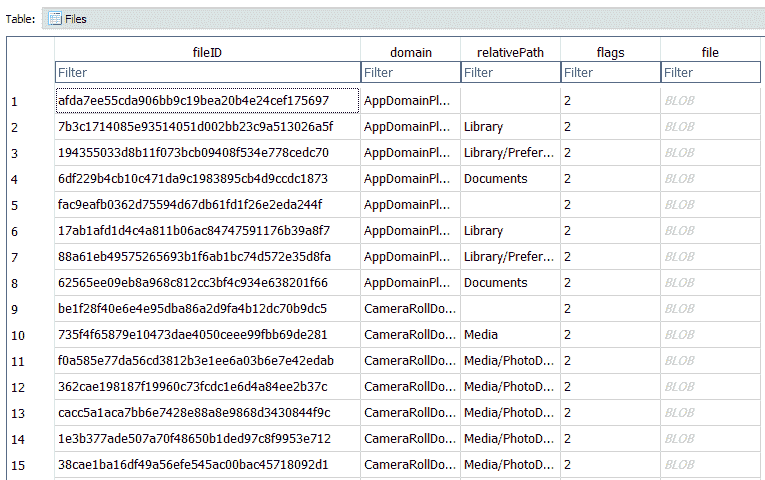 Table: Files
fileID domain relativePath flags file
Filter Filter Filter Filter Filter
1 afda7ee55cda906bb9c19bea20b4e24cef175697 AppDomainPl... 2 BLOB
2 7b3c1714085e93514051d002bb23c9a513026a5f AppDomainPl... Library 2 BLOB
3 194355033d8b11f073bcb09408f534e778cedc70 AppDomainPl... Library/Prefer... 2 BLOB
4 6df229b4cb10c471da9c1983895cb4d9ccdc1873 AppDomainPl... Documents 2 BLOB
5 fac9eafb0362d75594d67db61fd1f26e2eda244f AppDomainPl... 2 BLOB
6 17ab1afd1d4c4a811b06ac84747591176b39a8f7 AppDomainPl... Library 2 BLOB
7 88a61eb49575265693b1f6ab1bc74d572e35d8fa AppDomainPl... Library/Prefer... 2 BLOB
8 62565ee09eb8a968c812cc3bf4c934e638201f66 AppDomainPl... Documents 2 BLOB
9 be1f28f40e6e4e95dba86a2d9fa4b12dc70b9dc5 CameraRollDo... 2 BLOB
10 735f4f65879e10473dae4050ceee99fbb69de281 CameraRollDo... Media 2 BLOB
11 f0a585e77da56cd3812b3e1ee6a03b6e7e42edab CameraRollDo... Media/PhotoD... 2 BLOB
12 362cae198187f19960c73fcdc1e6d4a84ee2b37c CameraRollDo... Media/PhotoD... 2 BLOB
13 cacc5a1aca7bb6e7428e88a8e9868d3430844f9c CameraRollDo... Media/PhotoD... 2 BLOB
14 1e3b377ade507a70f48650b1ded97c8f9953e712 CameraRollDo... Media/PhotoD... 2 BLOB
15 38cae1ba16df49a56efe545ac00bac45718092d1 CameraRollDo... Media/PhotoD... 2 BLOB